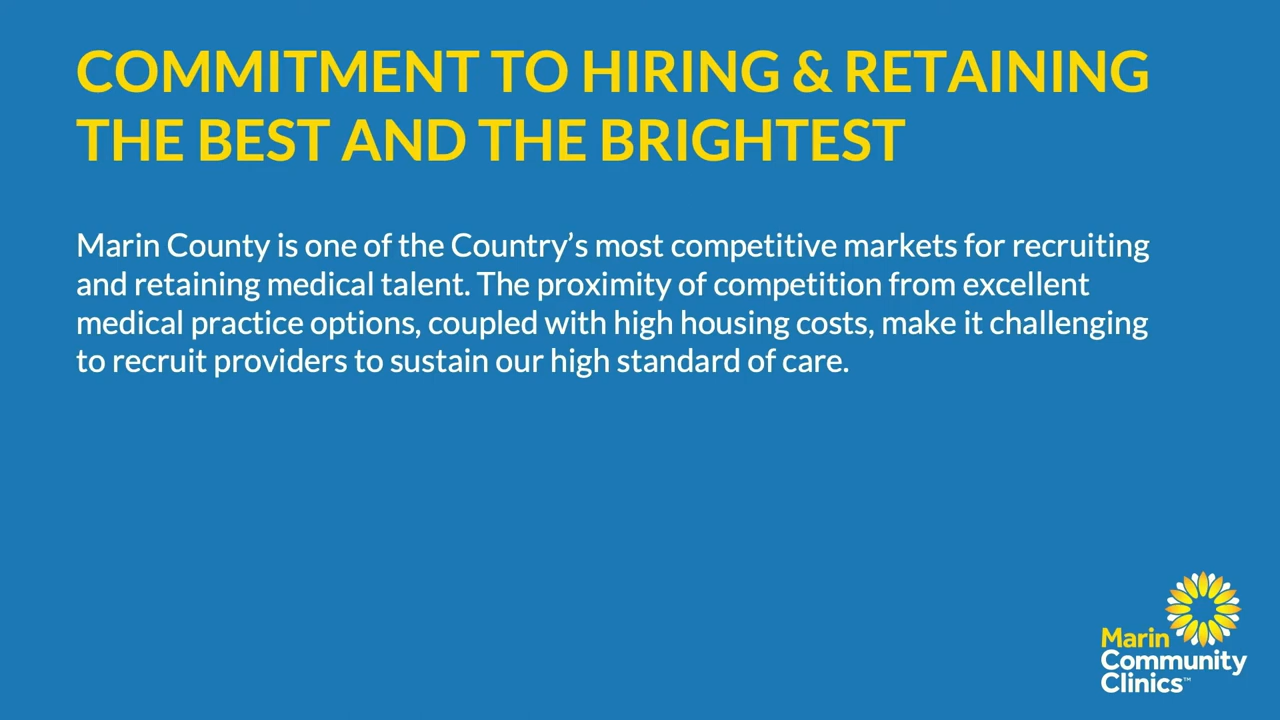 COMMITMENT TO HIRING & RETAINING
THE BEST AND THE BRIGHTEST
Marin County is one of the Country’s most competitive markets for recruiting
and retaining medical talent. The proximity of competition from excellent
medical practice options, coupled with high housing costs, make it challenging
to recruit providers to sustain our high standard of care.
Marin
Community
Clinics™